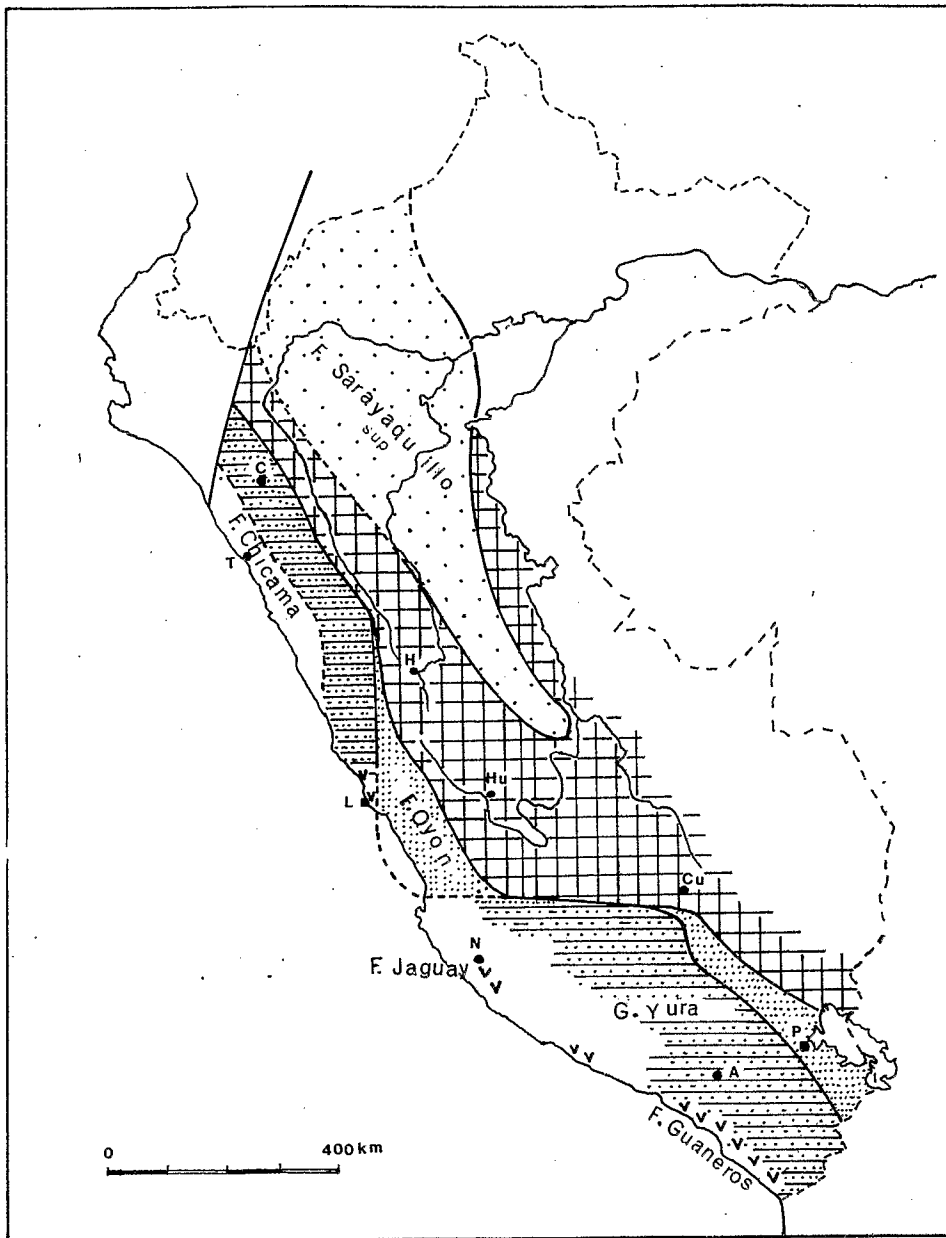 F. Sarayaquillo
sup
C
F. Chicama
T
H
Hu
L
F. Oyon
Cu
N
F. Jaguay
G. Yura
P
A
F. Guaneros
0 400 km